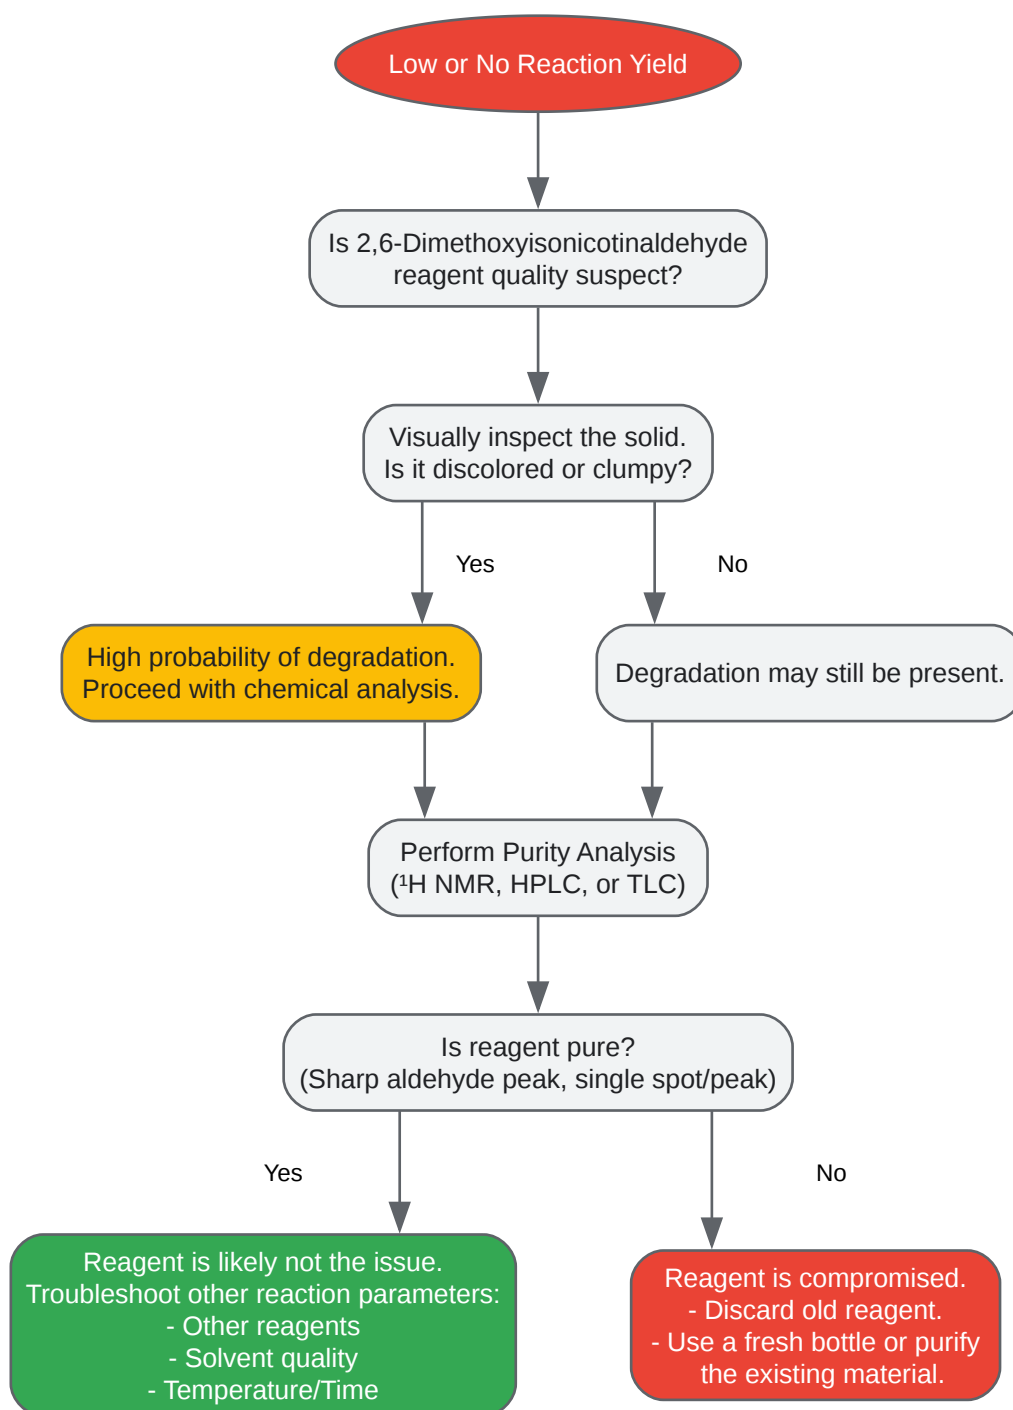 Low or No Reaction Yield
Is 2,6-Dimethoxyisonicotinaldehyde
reagent quality suspect?
Visually inspect the solid.
Is it discolored or clumpy?
Yes
No
High probability of degradation.
Proceed with chemical analysis.
Degradation may still be present.
Perform Purity Analysis
(¹H NMR, HPLC, or TLC)
Is reagent pure?
(Sharp aldehyde peak, single spot/peak)
Yes
No
Reagent is likely not the issue.
Troubleshoot other reaction parameters:
- Other reagents
- Solvent quality
- Temperature/Time
Reagent is compromised.
- Discard old reagent.
- Use a fresh bottle or purify
the existing material.